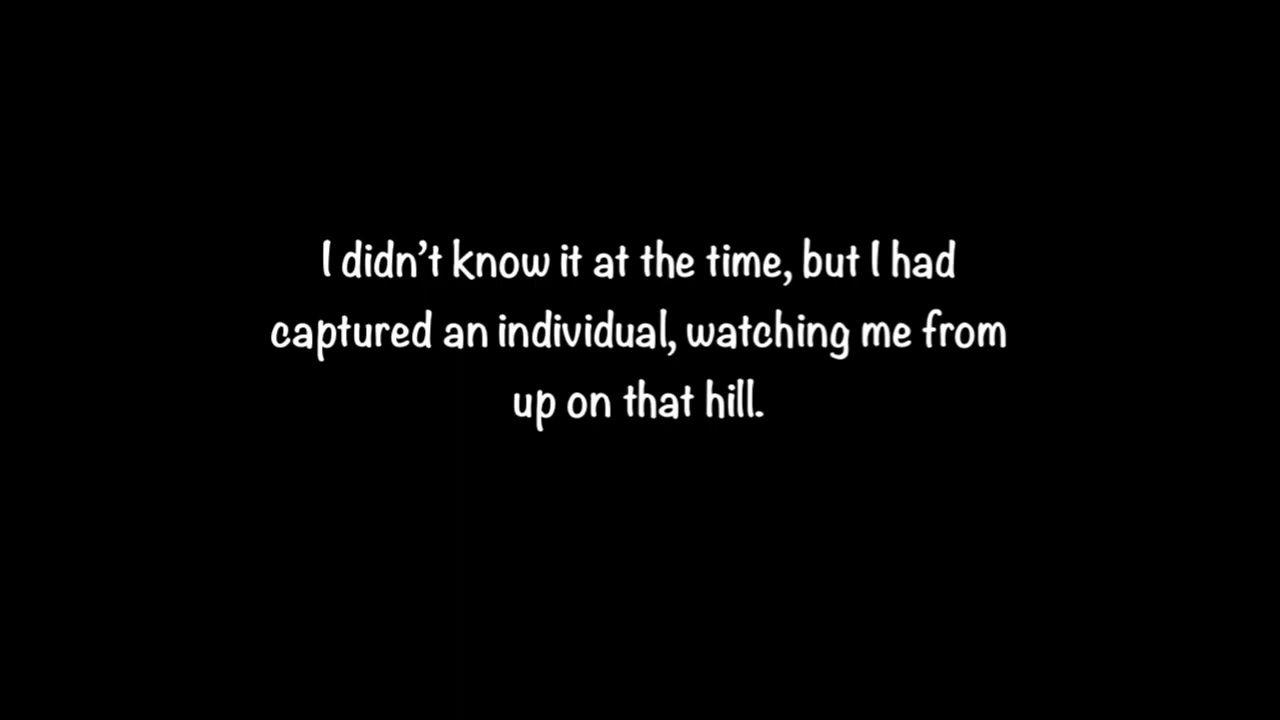 I didn’t know it at the time, but I had
captured an individual, watching me from
up on that hill.